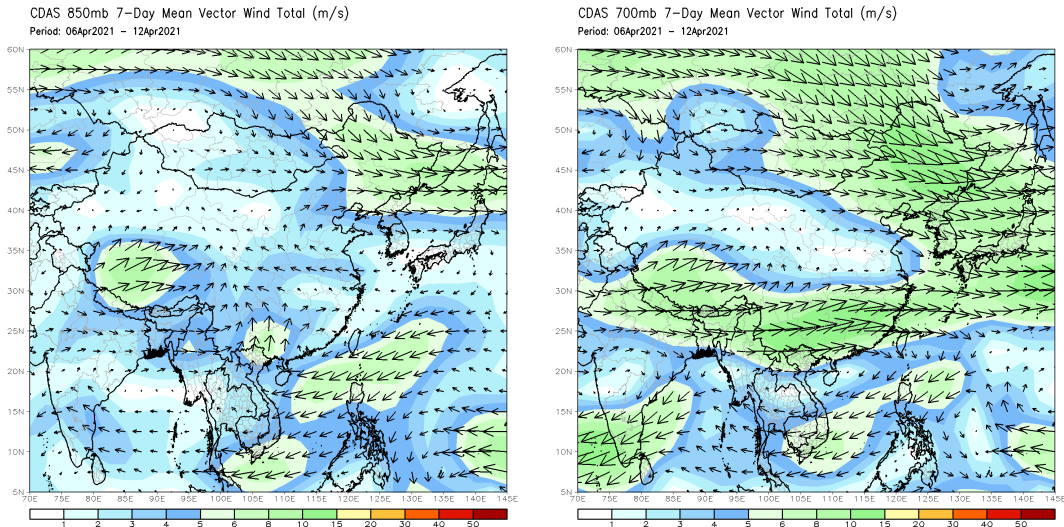 CDAS 850mb 7-Day Mean Vector Wind Total (m/s)
Period: 06Apr2021 - 12Apr2021
60N
55N
50N
45N
40N
35N
30N
25N
20N
15N
10N
5N
70E 75E 80E 85E 90E 95E 100E 105E 110E 115E 120E 125E 130E 135E 140E 145E
1 2 3 4 5 6 8 10 15 20 30 40 50
CDAS 700mb 7-Day Mean Vector Wind Total (m/s)
Period: 06Apr2021 - 12Apr2021
60N
55N
50N
45N
40N
35N
30N
25N
20N
15N
10N
5N
70E 75E 80E 85E 90E 95E 100E 105E 110E 115E 120E 125E 130E 135E 140E 145E
1 2 3 4 5 6 8 10 15 20 30 40 50